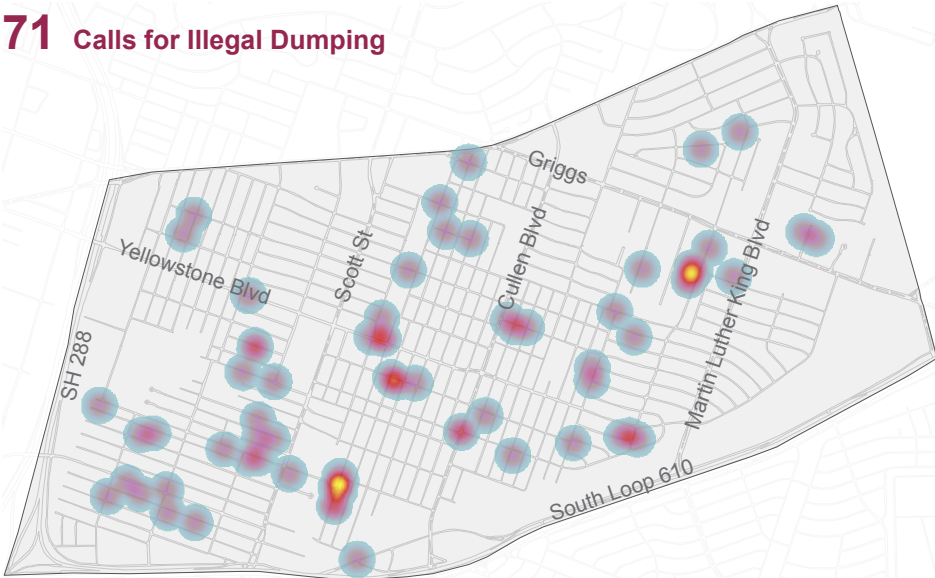 71 Calls for Illegal Dumping
Griggs
Yellowstone Blvd
Scott St
Cullen Blvd
Martin Luther King Blvd
SH 288
South Loop 610